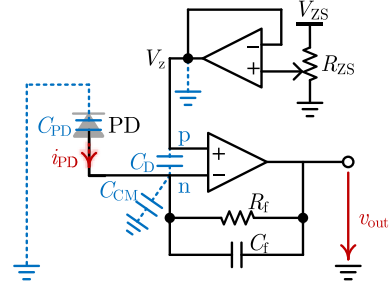 V_ZS
V_z
− +
R_ZS
C_PD PD
p
i_PD
C_D
+ −
n
C_CM
R_f
v_out
C_f